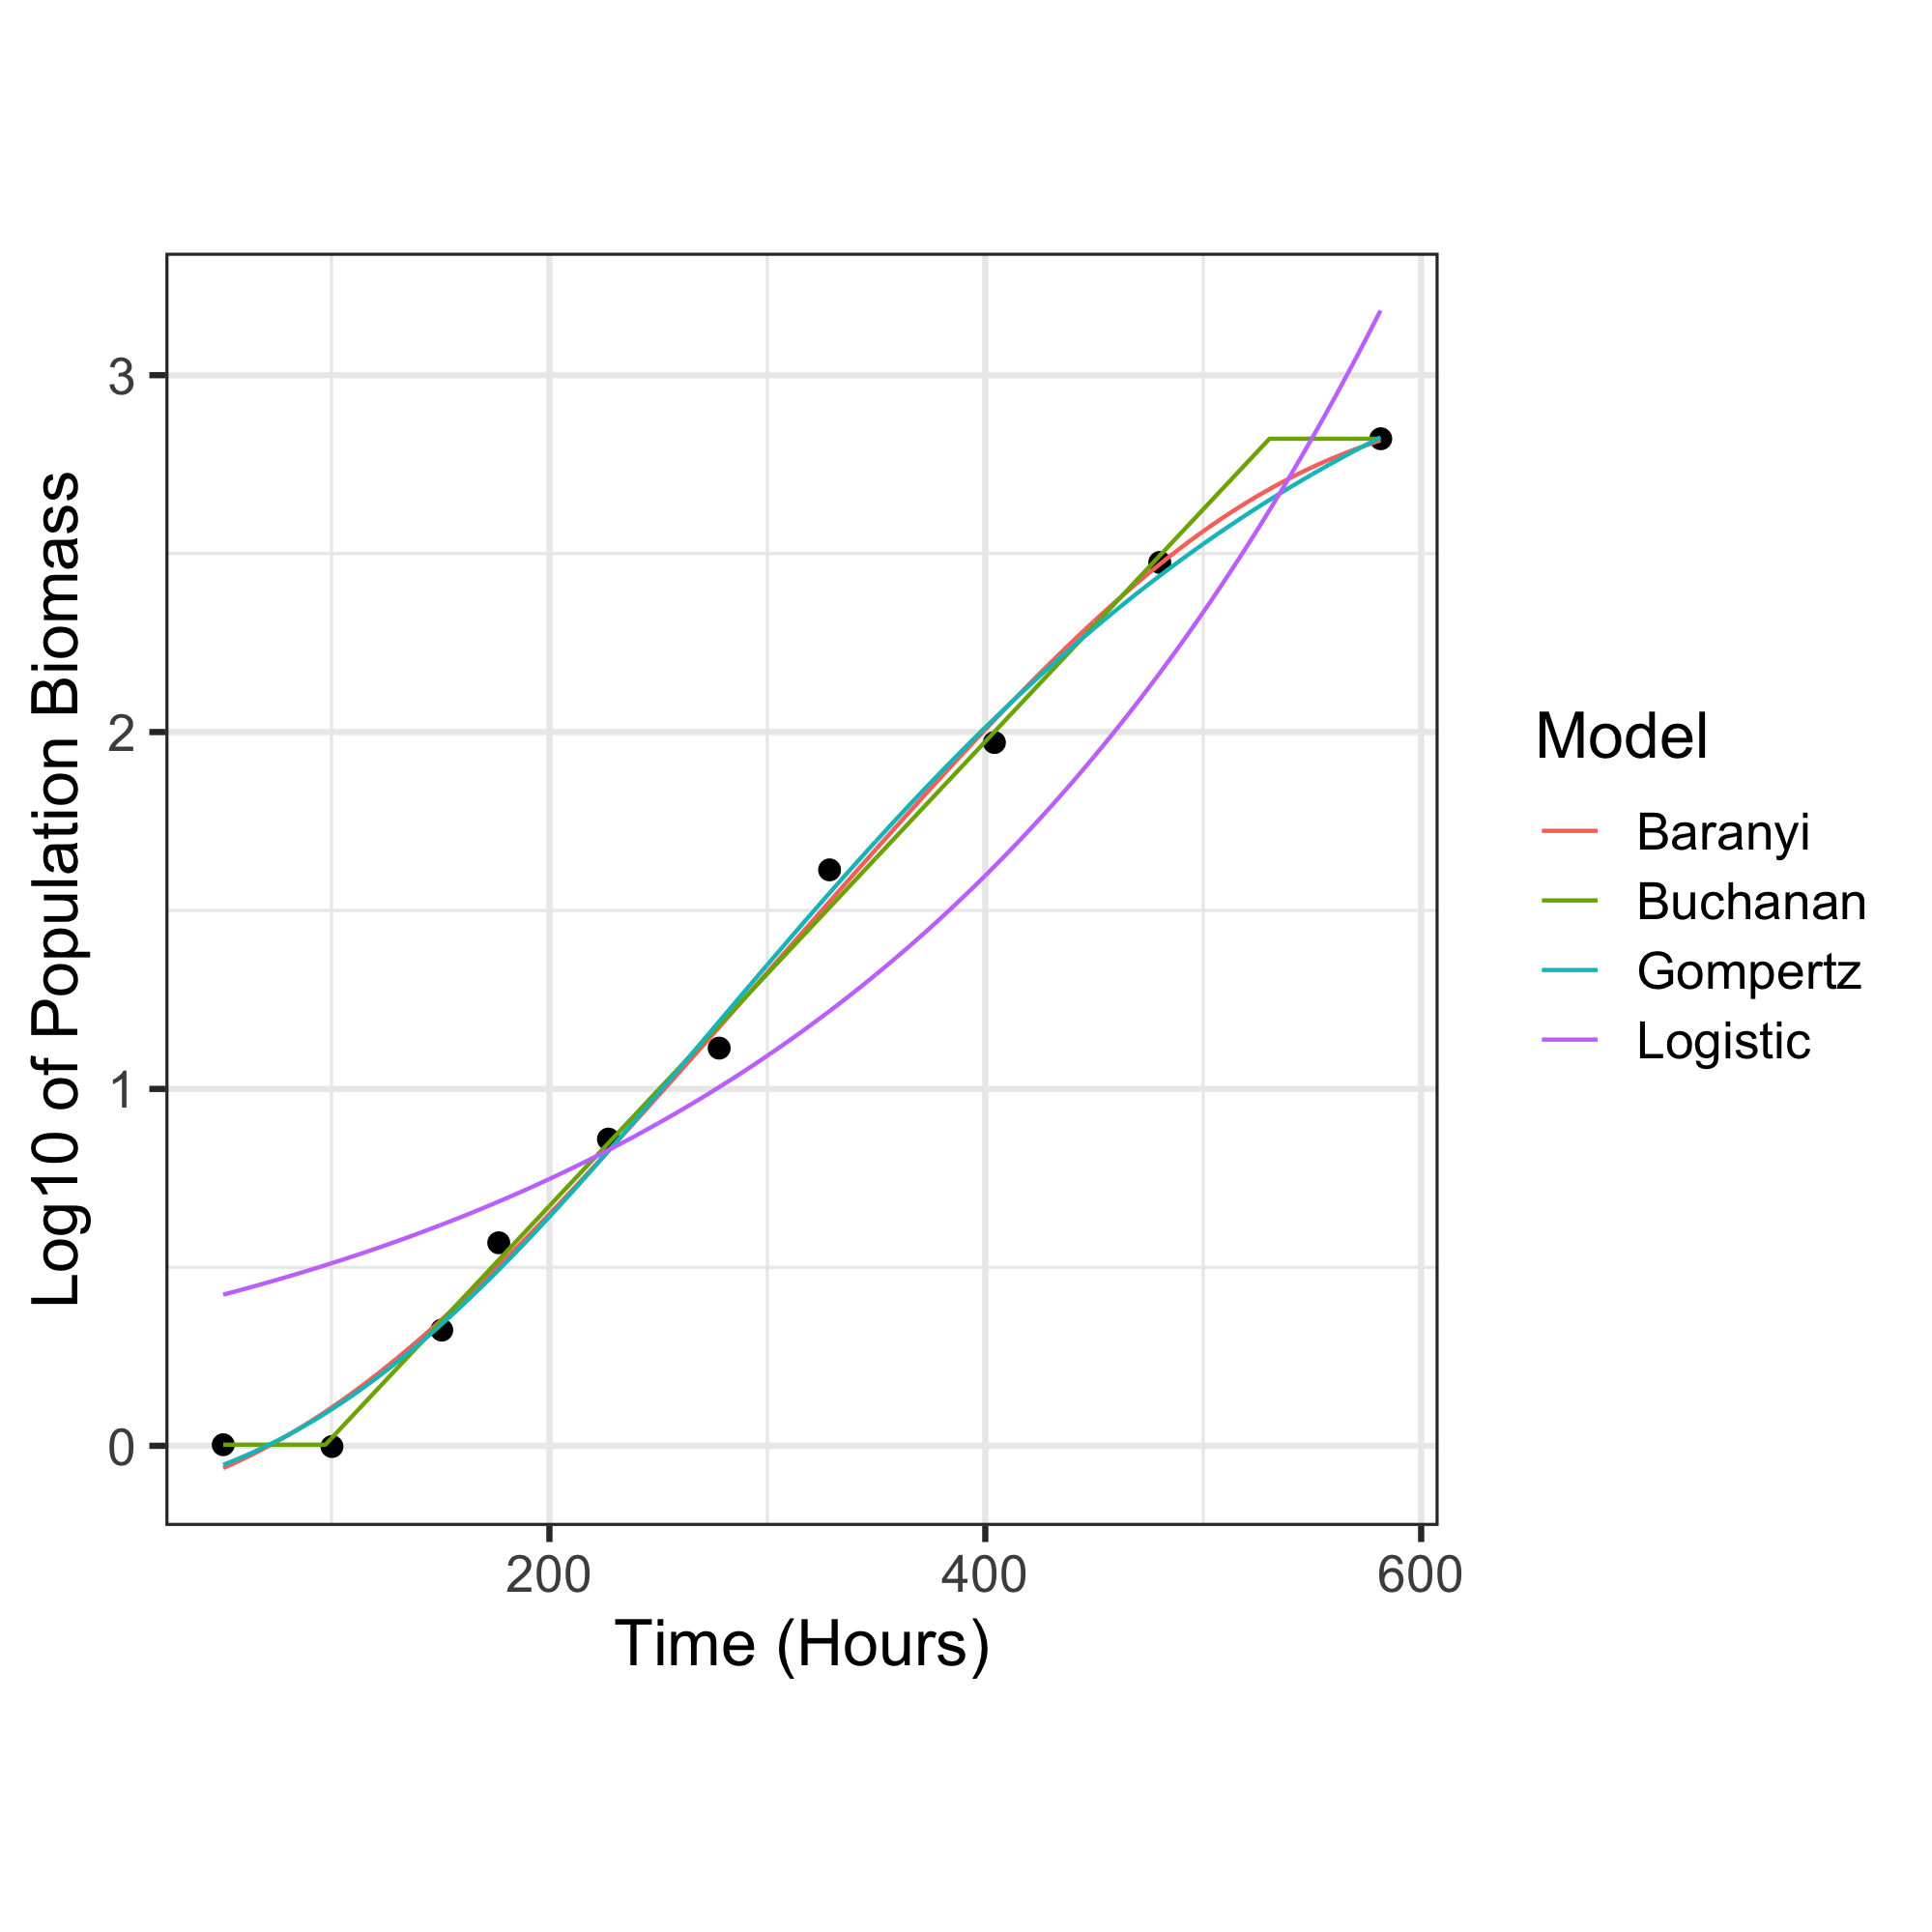 Log10 of Population Biomass
3
2
1
0
200 400 600
Time (Hours)
Model
Baranyi
Buchanan
Gompertz
Logistic